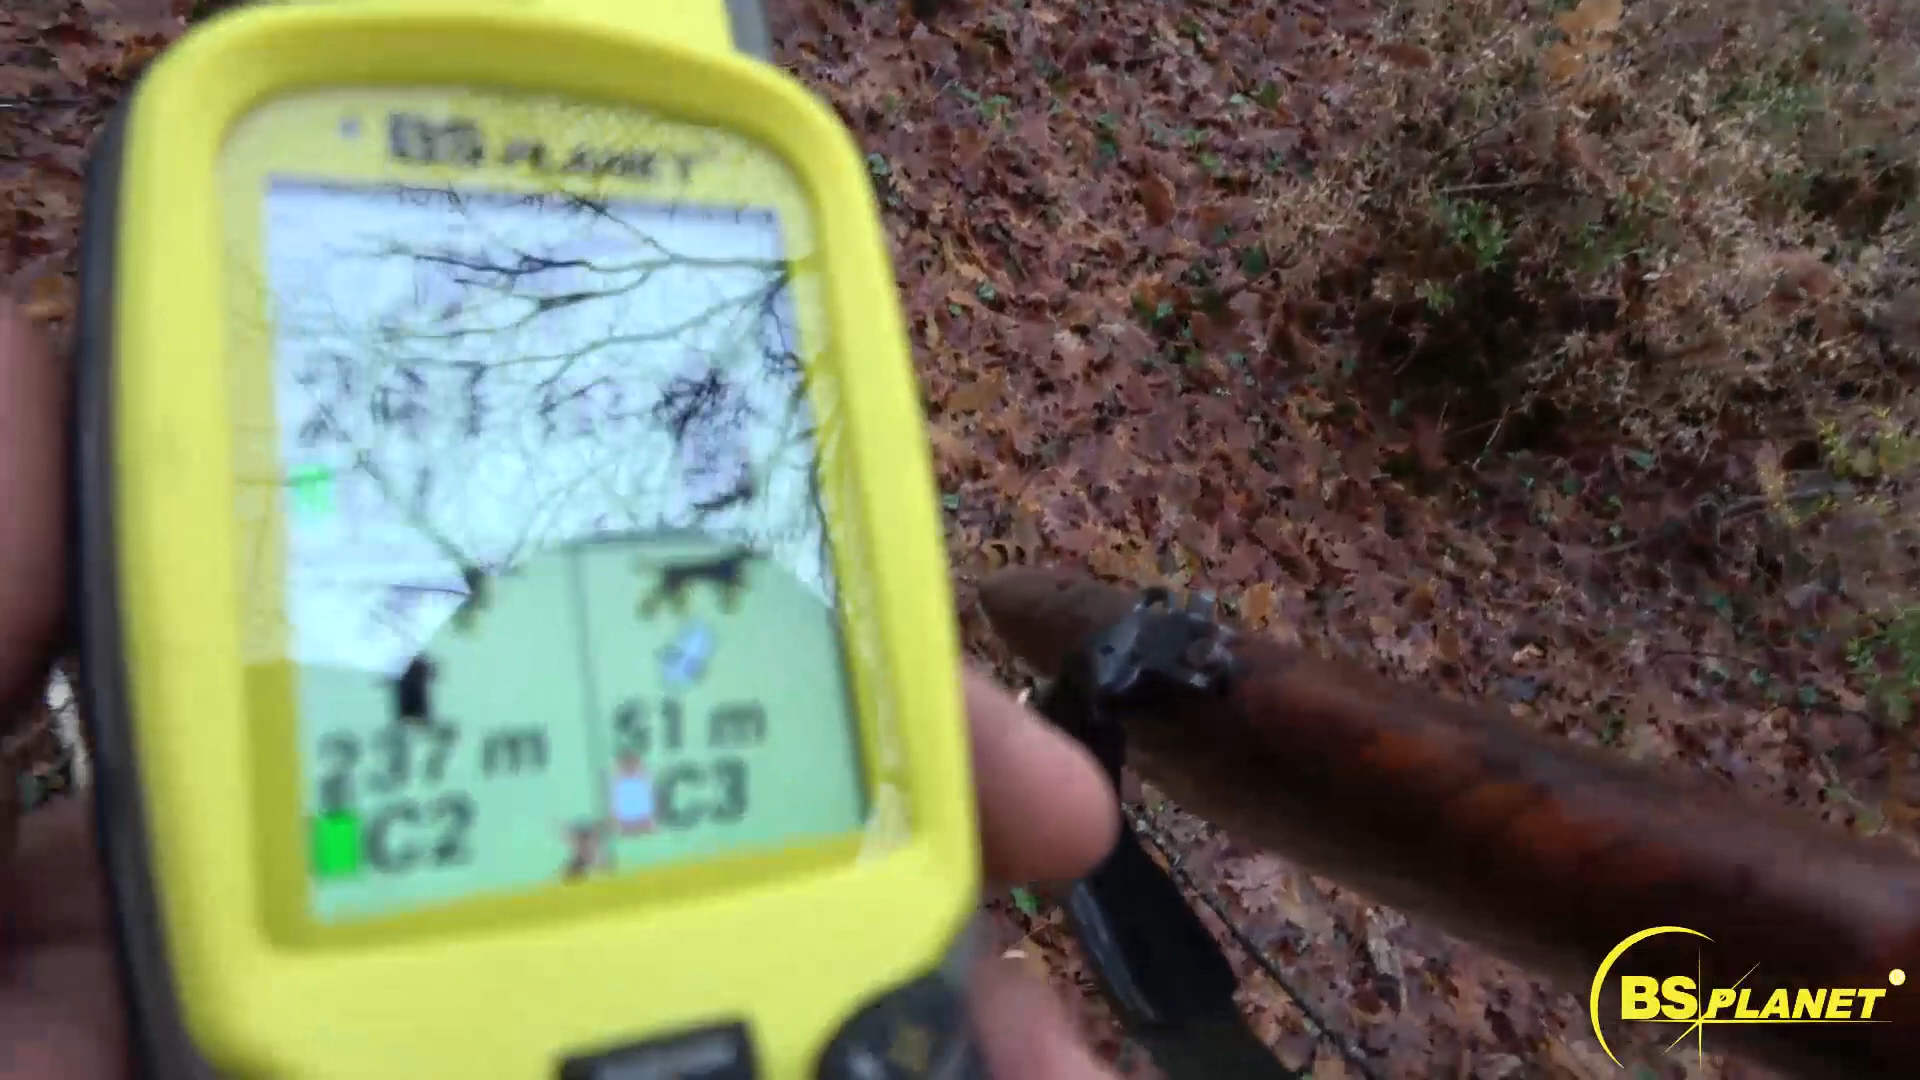 BS PLANET
237 m
51 m
C2
C3
BS PLANET